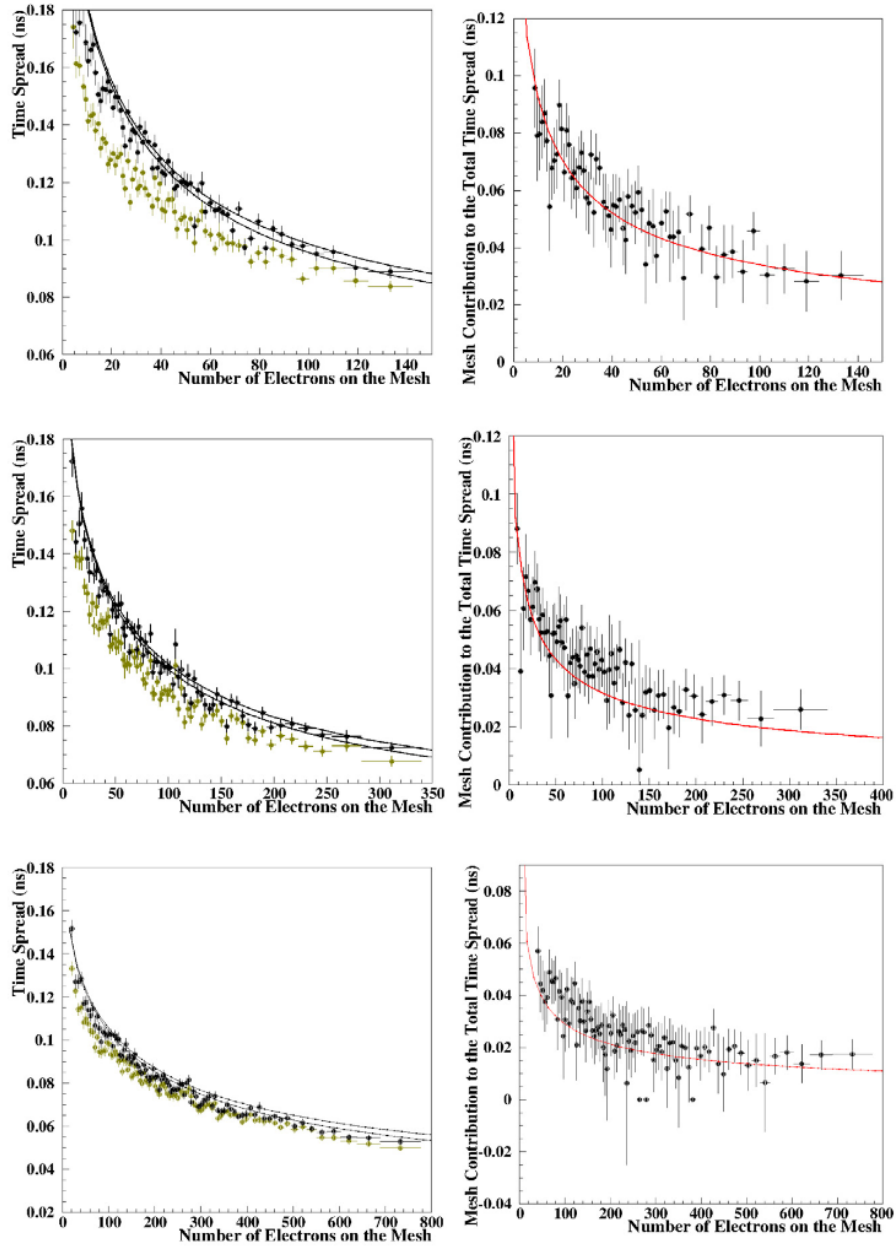 0.18
0.16
0.14
0.12
0.1
0.08
0.06
Time Spread (ns)
0 20 40 60 80 100 120 140
Number of Electrons on the Mesh
0.12
0.1
0.08
0.06
0.04
0.02
0
Mesh Contribution to the Total Time Spread (ns)
0 20 40 60 80 100 120 140
Number of Electrons on the Mesh
0.18
0.16
0.14
0.12
0.1
0.08
0.06
Time Spread (ns)
0 50 100 150 200 250 300 350
Number of Electrons on the Mesh
0.12
0.1
0.08
0.06
0.04
0.02
0
Mesh Contribution to the Total Time Spread (ns)
0 50 100 150 200 250 300 350 400
Number of Electrons on the Mesh
0.18
0.16
0.14
0.12
0.1
0.08
0.06
0.04
0.02
Time Spread (ns)
0 100 200 300 400 500 600 700 800
Number of Electrons on the Mesh
0.08
0.06
0.04
0.02
0
-0.02
-0.04
Mesh Contribution to the Total Time Spread (ns)
0 100 200 300 400 500 600 700 800
Number of Electrons on the Mesh